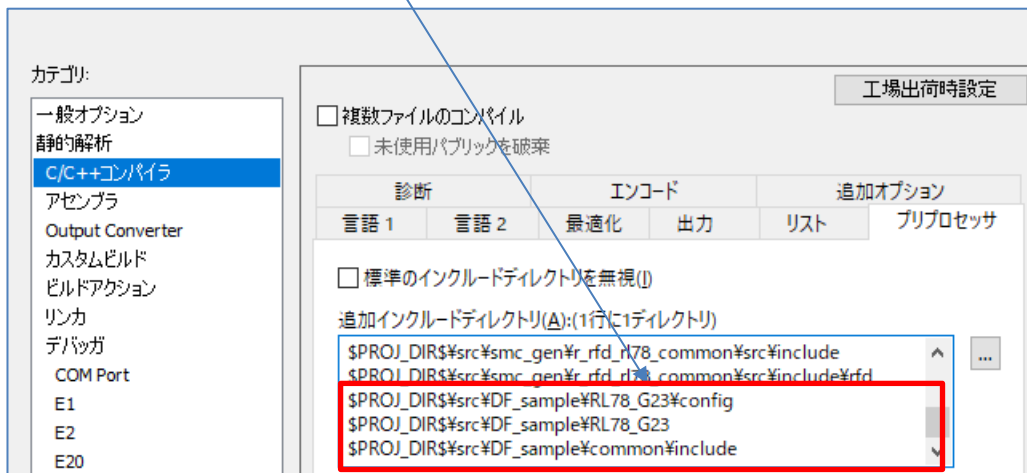 カテゴリ:
一般オプション
静的解析
C/C++コンパイラ
アセンブラ
Output Converter
カスタムビルド
ビルドアクション
リンカ
デバッガ
COM Port
E1
E2
E20
工場出荷時設定
複数ファイルのコンパイル
未使用パブリックを破棄
診断 エンコード 追加オプション
言語 1 言語 2 最適化 出力 リスト プリプロセッサ
標準のインクルードディレクトリを無視(I)
追加インクルードディレクトリ(A):(1行に1ディレクトリ)
$PROJ_DIR$¥src¥smc_gen¥r_rfd_rl78_common¥src¥include
$PROJ_DIR$¥src¥smc_gen¥r_rfd_rl78_common¥src¥include¥rfd
$PROJ_DIR$¥src¥DF_sample¥RL78_G23¥config
$PROJ_DIR$¥src¥DF_sample¥RL78_G23
$PROJ_DIR$¥src¥DF_sample¥common¥include
...